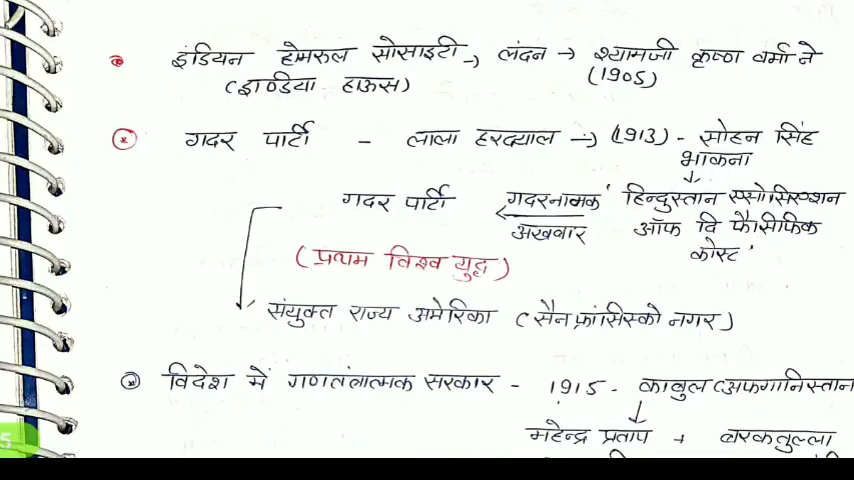 इंडियन होमरुल सोसाइटी → लंदन → श्यामजी कृष्ण वर्मा ने
(इण्डिया हाऊस) (1905)
गदर पार्टी - लाला हरदयाल → (1913) - सोहन सिंह
भाकना
गदर पार्टी ← गदरनामक 'हिन्दुस्तान एसोसिएशन
अखबार ऑफ दि पैसीफिक
कोस्ट'
(प्रथम विश्व युद्ध)
संयुक्त राज्य अमेरिका (सैन फ्रांसिस्को नगर)
विदेश में गणतंत्रात्मक सरकार - 1915 - काबुल (अफगानिस्तान
महेन्द्र प्रताप + बरकतुल्ला
5